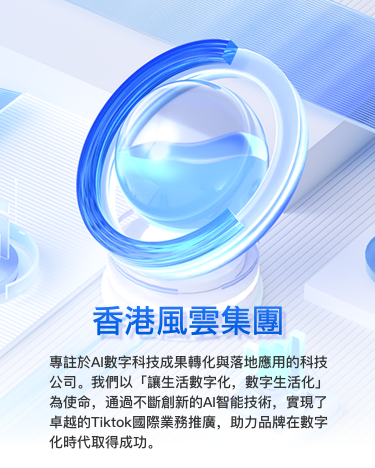 香港風雲集團
專註於AI數字科技成果轉化與落地應用的科技
公司。我們以「讓生活數字化，數字生活化」
為使命，通過不斷創新的AI智能技術，實現了
卓越的Tiktok國際業務推廣，助力品牌在數字
化時代取得成功。